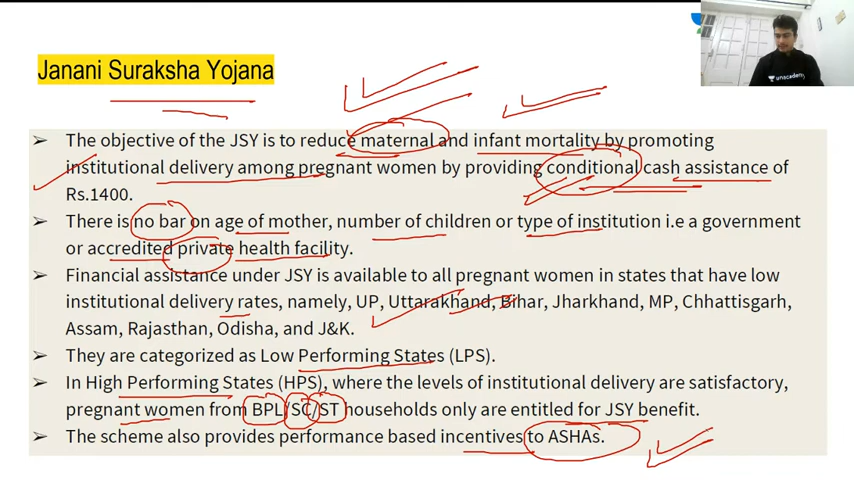 Janani Suraksha Yojana
unacademy
➢ The objective of the JSY is to reduce maternal and infant mortality by promoting
institutional delivery among pregnant women by providing conditional cash assistance of
Rs.1400.
➢ There is no bar on age of mother, number of children or type of institution i.e a government
or accredited private health facility.
➢ Financial assistance under JSY is available to all pregnant women in states that have low
institutional delivery rates, namely, UP, Uttarakhand, Bihar, Jharkhand, MP, Chhattisgarh,
Assam, Rajasthan, Odisha, and J&K.
➢ They are categorized as Low Performing States (LPS).
➢ In High Performing States (HPS), where the levels of institutional delivery are satisfactory,
pregnant women from BPL/SC/ST households only are entitled for JSY benefit.
➢ The scheme also provides performance based incentives to ASHAs.